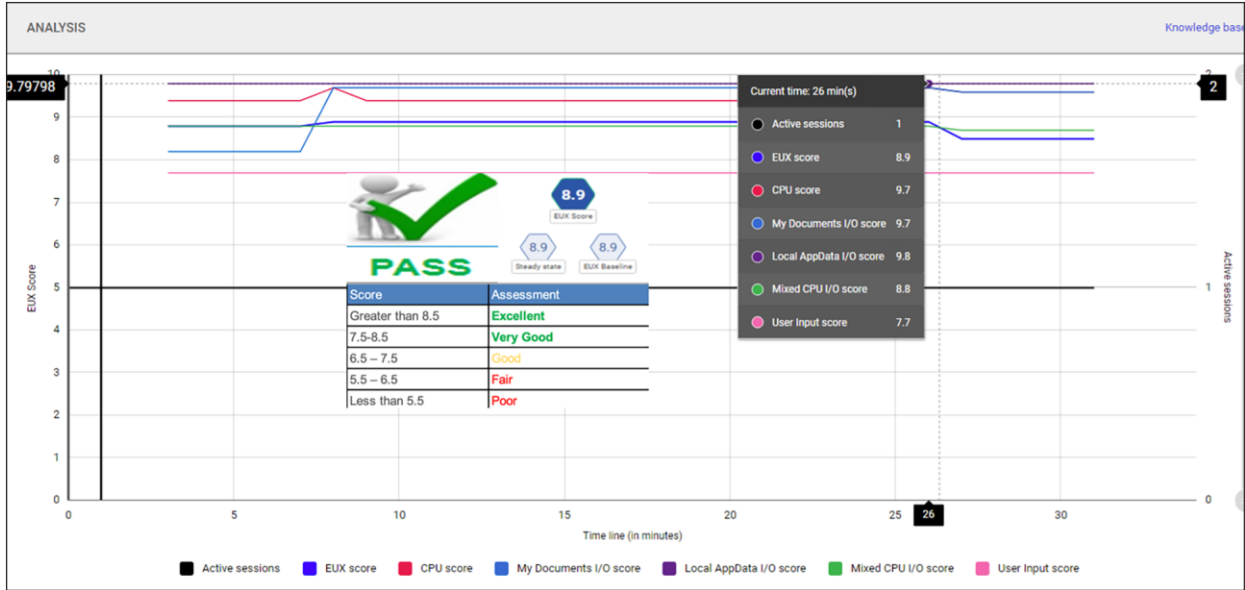 ANALYSIS
Knowledge base
10
9.79798
2
2
9
8
7
6
5
4
3
2
1
0
EUX Score
Current time: 26 min(s)
Active sessions 1
EUX score 8.9
CPU score 9.7
My Documents I/O score 9.7
Local AppData I/O score 9.8
Mixed CPU I/O score 8.8
User Input score 7.7
8.9
EUX Score
8.9
Steady state
8.9
EUX Baseline
PASS
Score Assessment
Greater than 8.5 Excellent
7.5-8.5 Very Good
6.5 – 7.5 Good
5.5 – 6.5 Fair
Less than 5.5 Poor
1
0
Active sessions
0 5 10 15 20 25 26 30
Time line (in minutes)
Active sessions EUX score CPU score My Documents I/O score Local AppData I/O score Mixed CPU I/O score User Input score